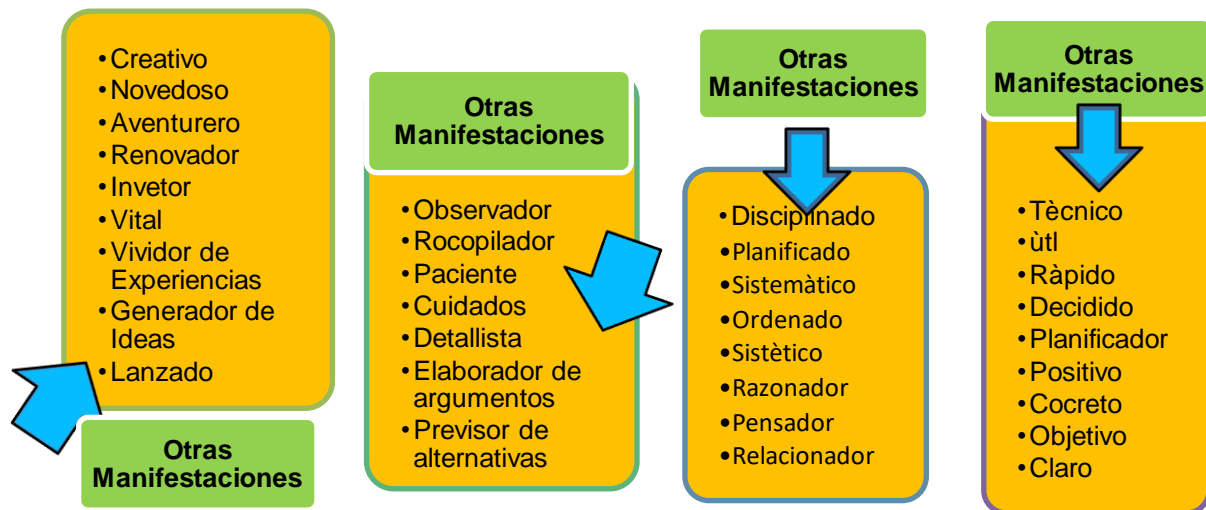 •Creativo
•Novedoso
•Aventurero
•Renovador
•Invetor
•Vital
•Vividor de
Experiencias
•Generador de
Ideas
•Lanzado
Otras
Manifestaciones
Otras
Manifestaciones
•Observador
•Rocopilador
•Paciente
•Cuidados
•Detallista
•Elaborador de
argumentos
•Previsor de
alternativas
Otras
Manifestaciones
•Disciplinado
•Planificado
•Sistemàtico
•Ordenado
•Sistètico
•Razonador
•Pensador
•Relacionador
Otras
Manifestaciones
•Tècnico
•ùtl
•Ràpido
•Decidido
•Planificador
•Positivo
•Cocreto
•Objetivo
•Claro